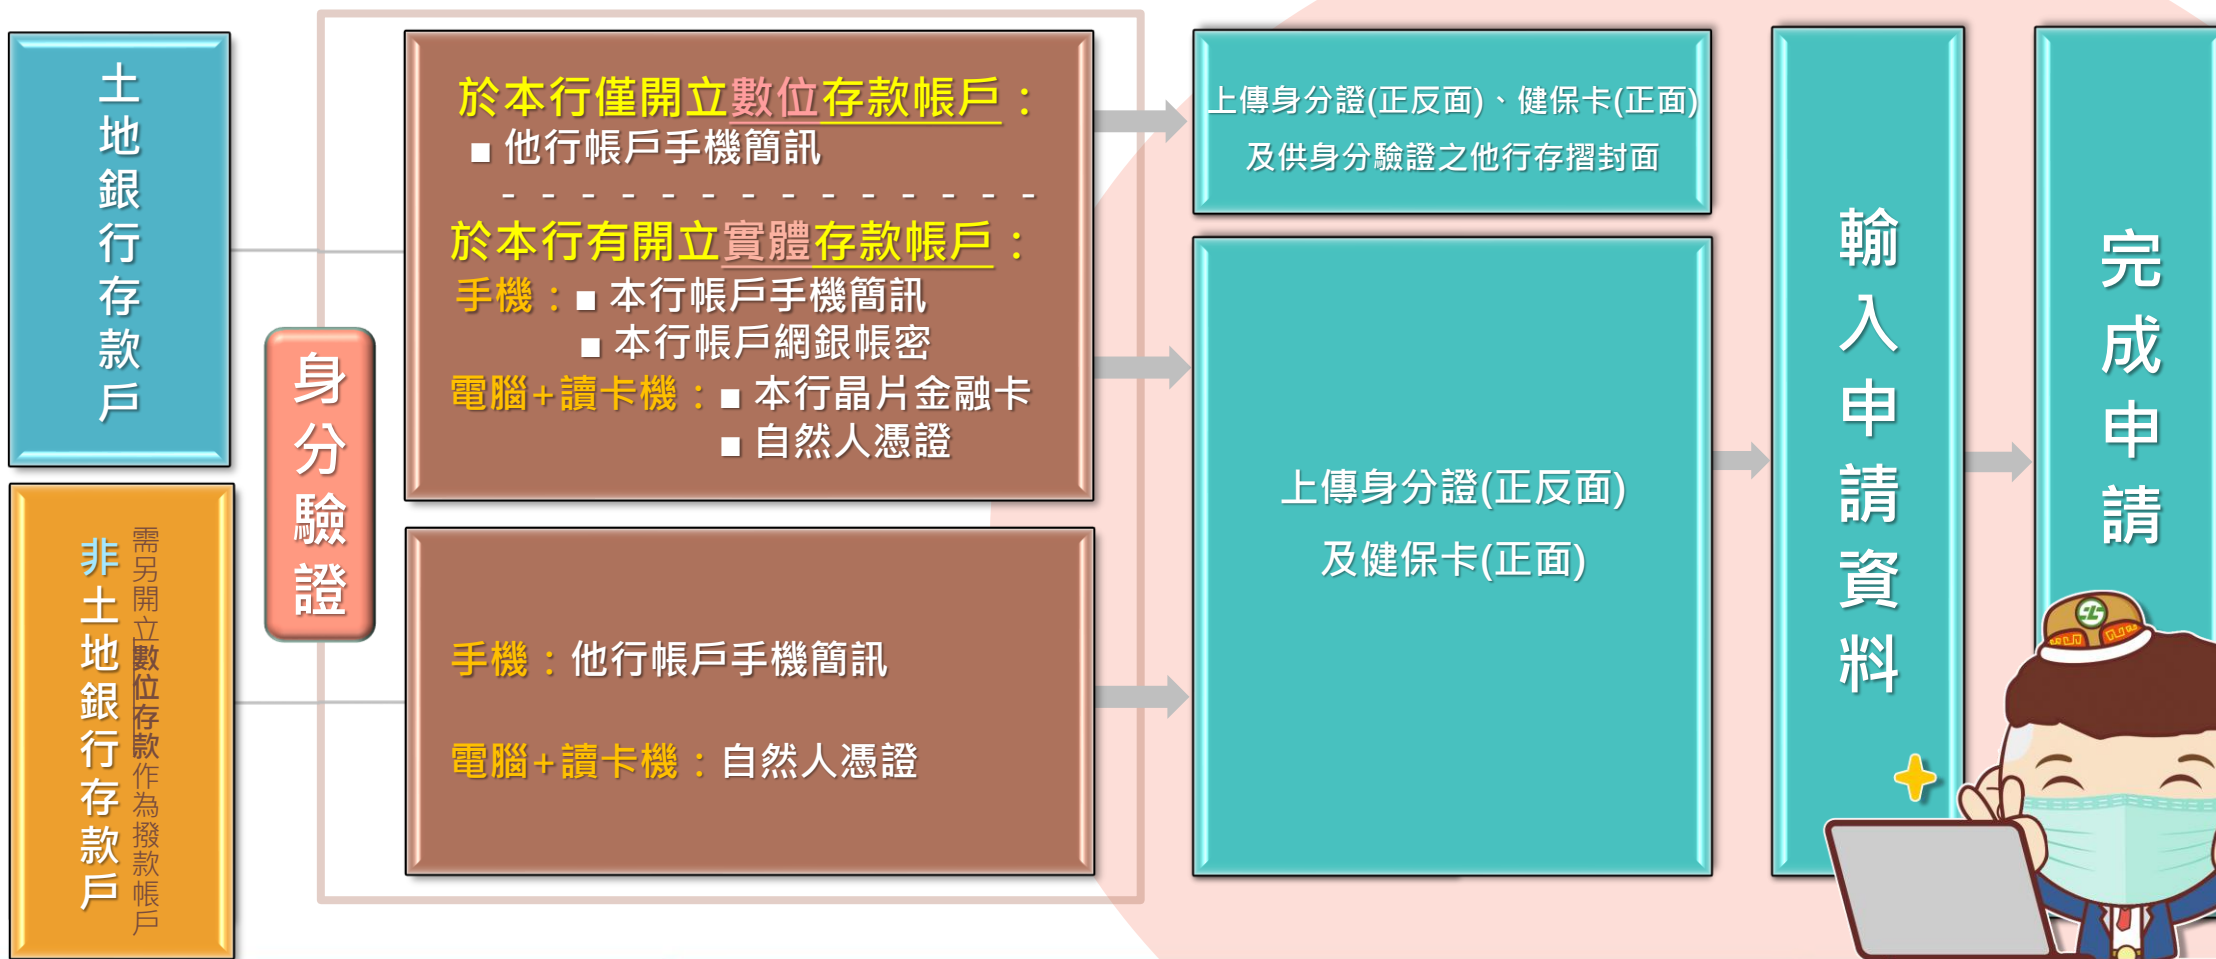 土地銀行存款戶
非土地銀行存款戶
需另開立數位存款作為撥款帳戶
身分驗證
於本行僅開立數位存款帳戶：
■ 他行帳戶手機簡訊
- - - - - - - - - - - - - -
於本行有開立實體存款帳戶：
手機：■ 本行帳戶手機簡訊
■ 本行帳戶網銀帳密
電腦+讀卡機：■ 本行晶片金融卡
■ 自然人憑證
手機：他行帳戶手機簡訊
電腦+讀卡機：自然人憑證
上傳身分證(正反面)、健保卡(正面)
及供身分驗證之他行存摺封面
上傳身分證(正反面)
及健保卡(正面)
輸入申請資料
完成申請